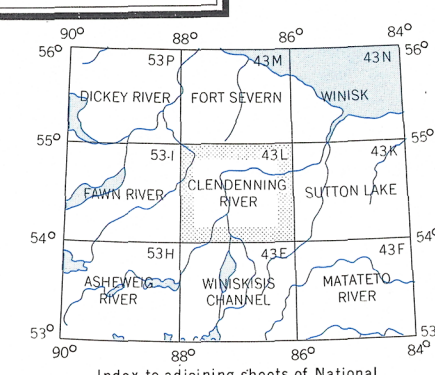 90° 88° 86° 84°
56° 53P 43M 43N 56°
DICKEY RIVER FORT SEVERN WINISK
55° 53-I 43L 43K 55°
FAWN RIVER CLENDENNING RIVER SUTTON LAKE
54° 53H 43E 43F 54°
ASHEWEIG RIVER WINISKISIS CHANNEL MATATETO RIVER
53° 53
90° 88° 86° 84°
Index to adjoining sheets of National